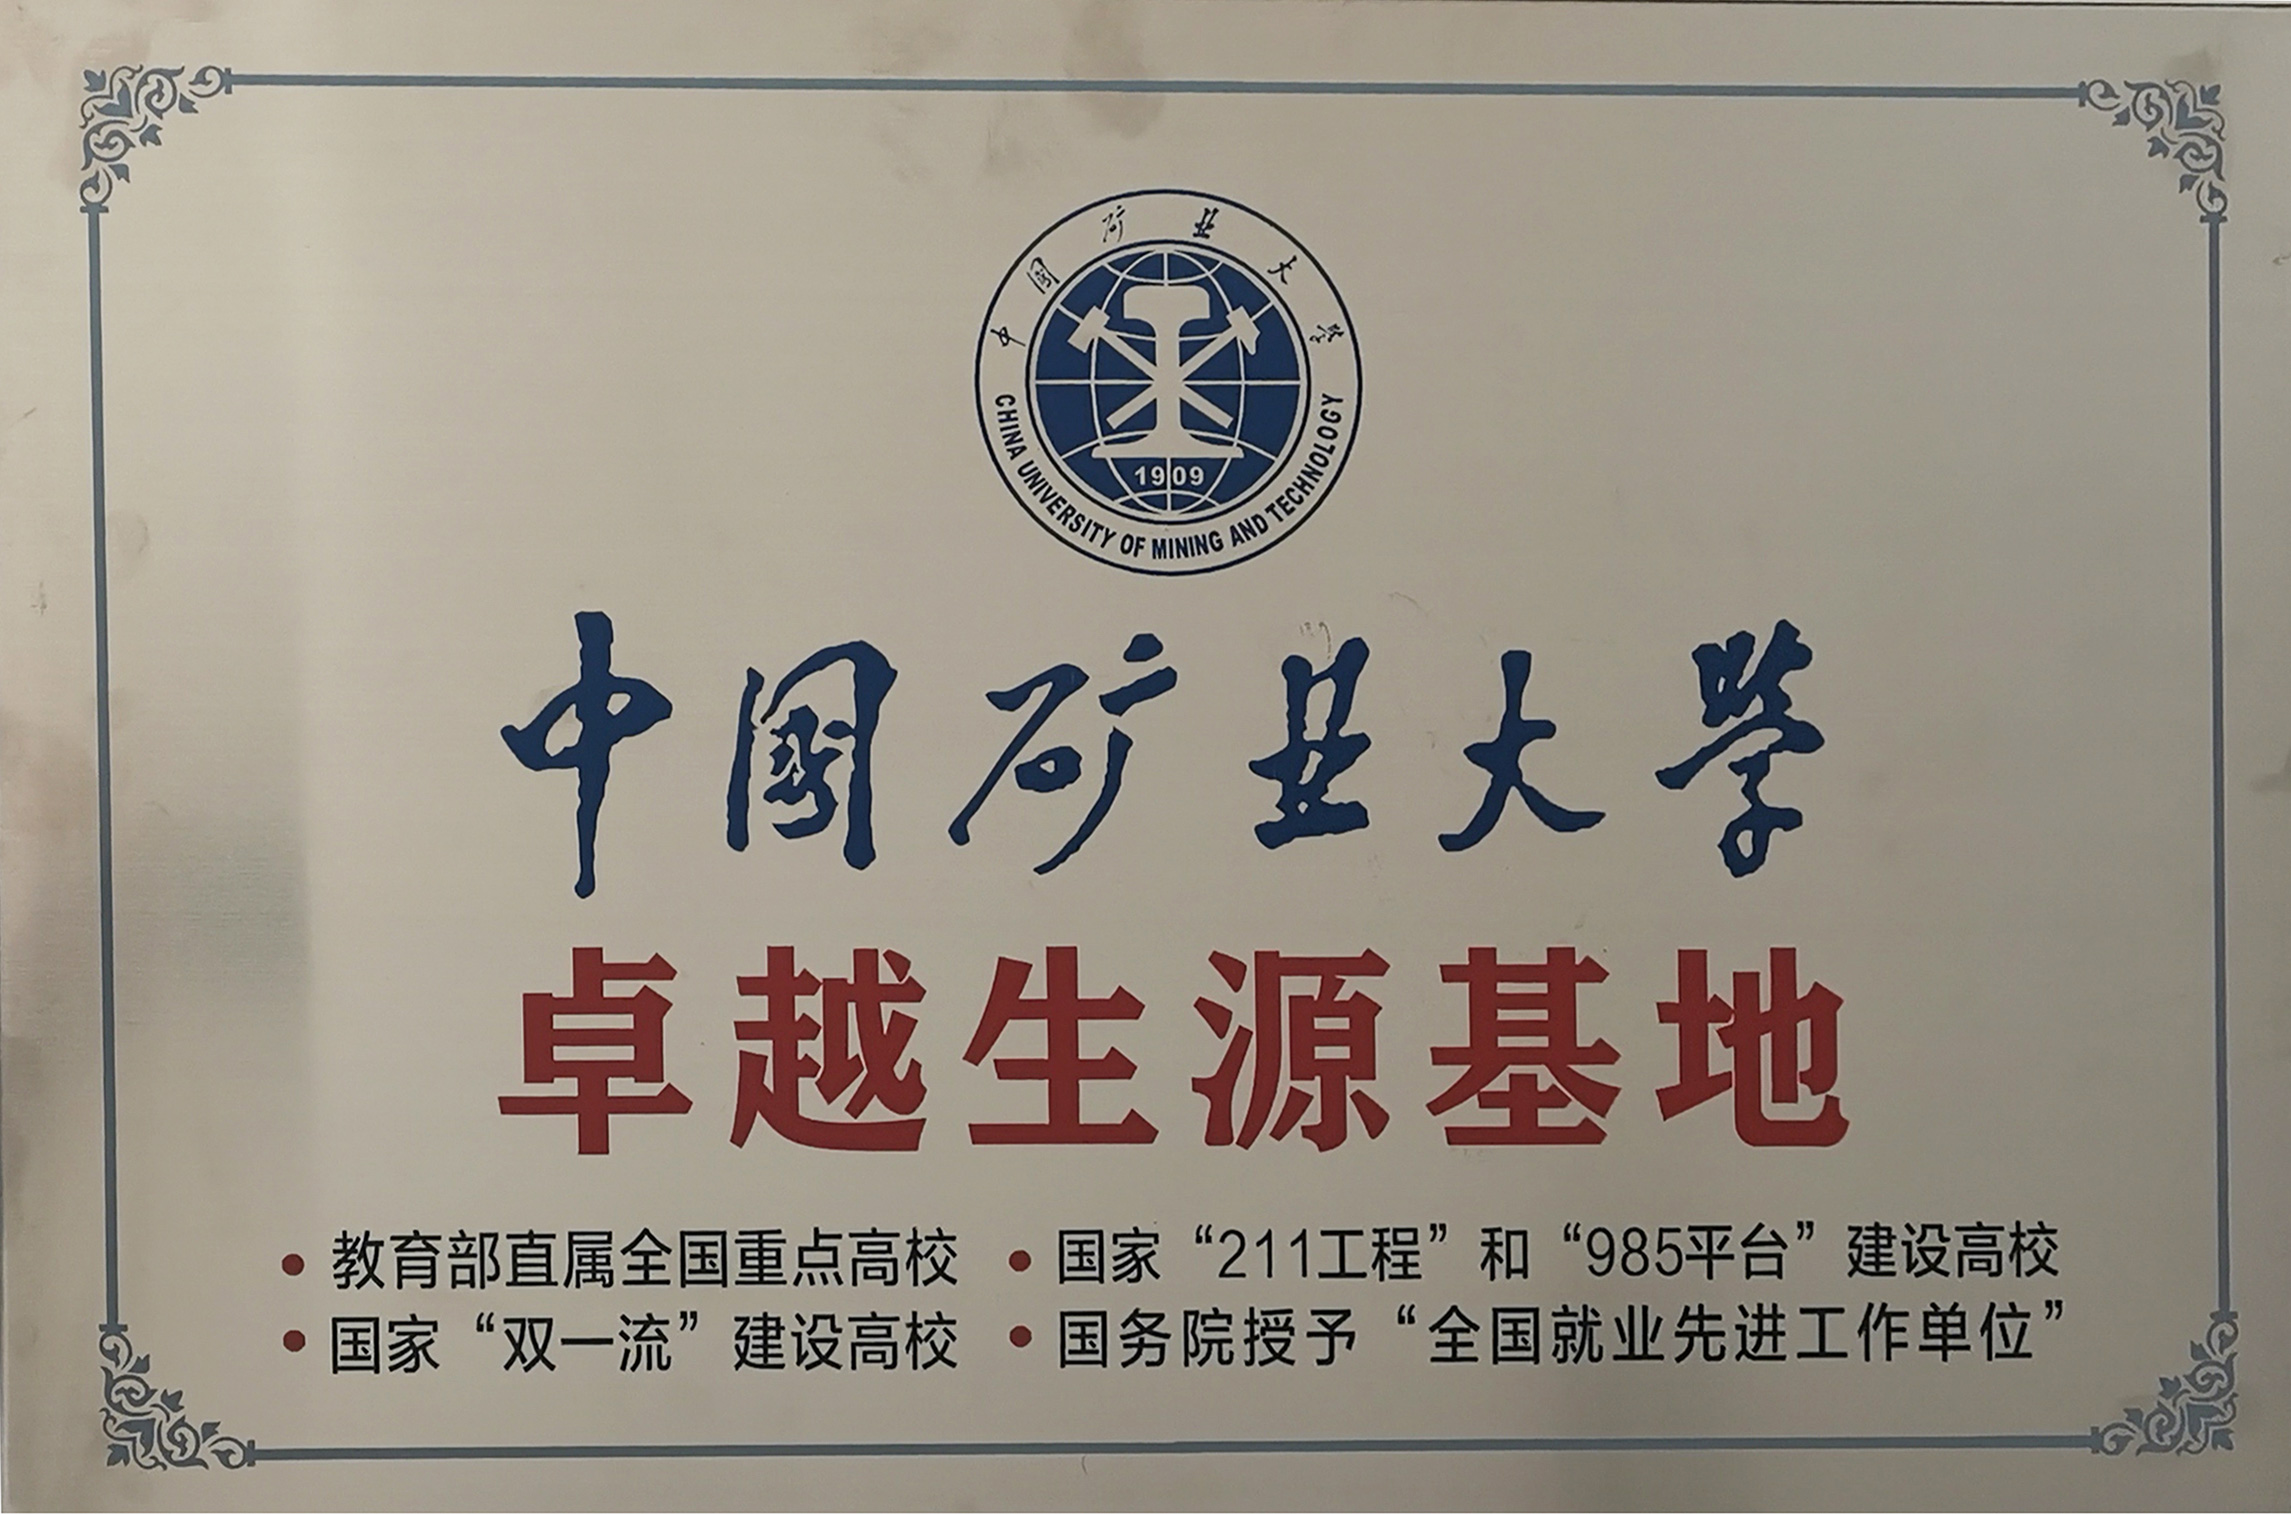 中國矿业大学
CHINA UNIVERSITY OF MINING AND TECHNOLOGY
1909
中國矿业大学
卓越生源基地
• 教育部直属全国重点高校 • 国家“211工程”和“985平台”建设高校
• 国家“双一流”建设高校 • 国务院授予“全国就业先进工作单位”